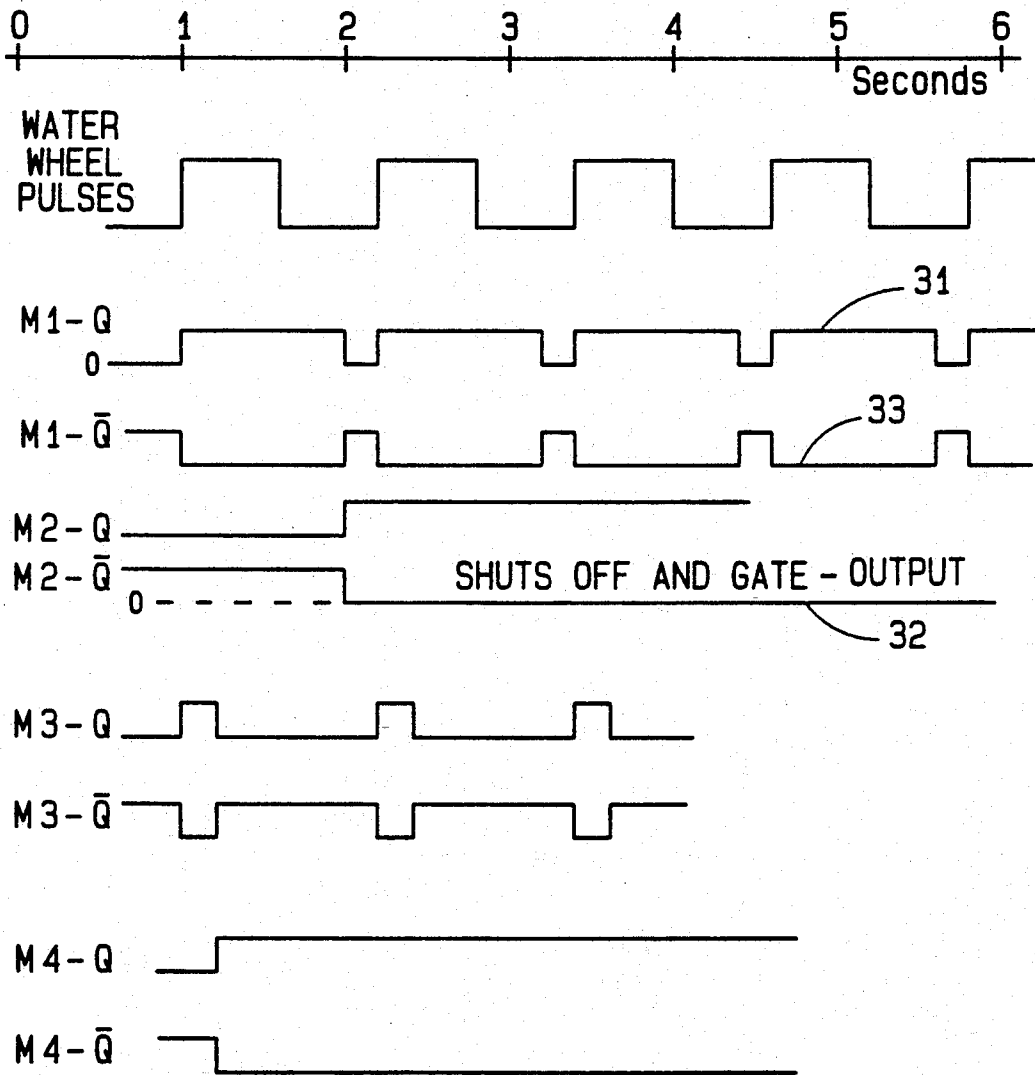 0 1 2 3 4 5 6
Seconds
WATER
WHEEL
PULSES
31
M1-Q
0
33
M1-Q̅
M2-Q
M2-Q̅ SHUTS OFF AND GATE - OUTPUT
0
32
M3-Q
M3-Q̅
M4-Q
M4-Q̅